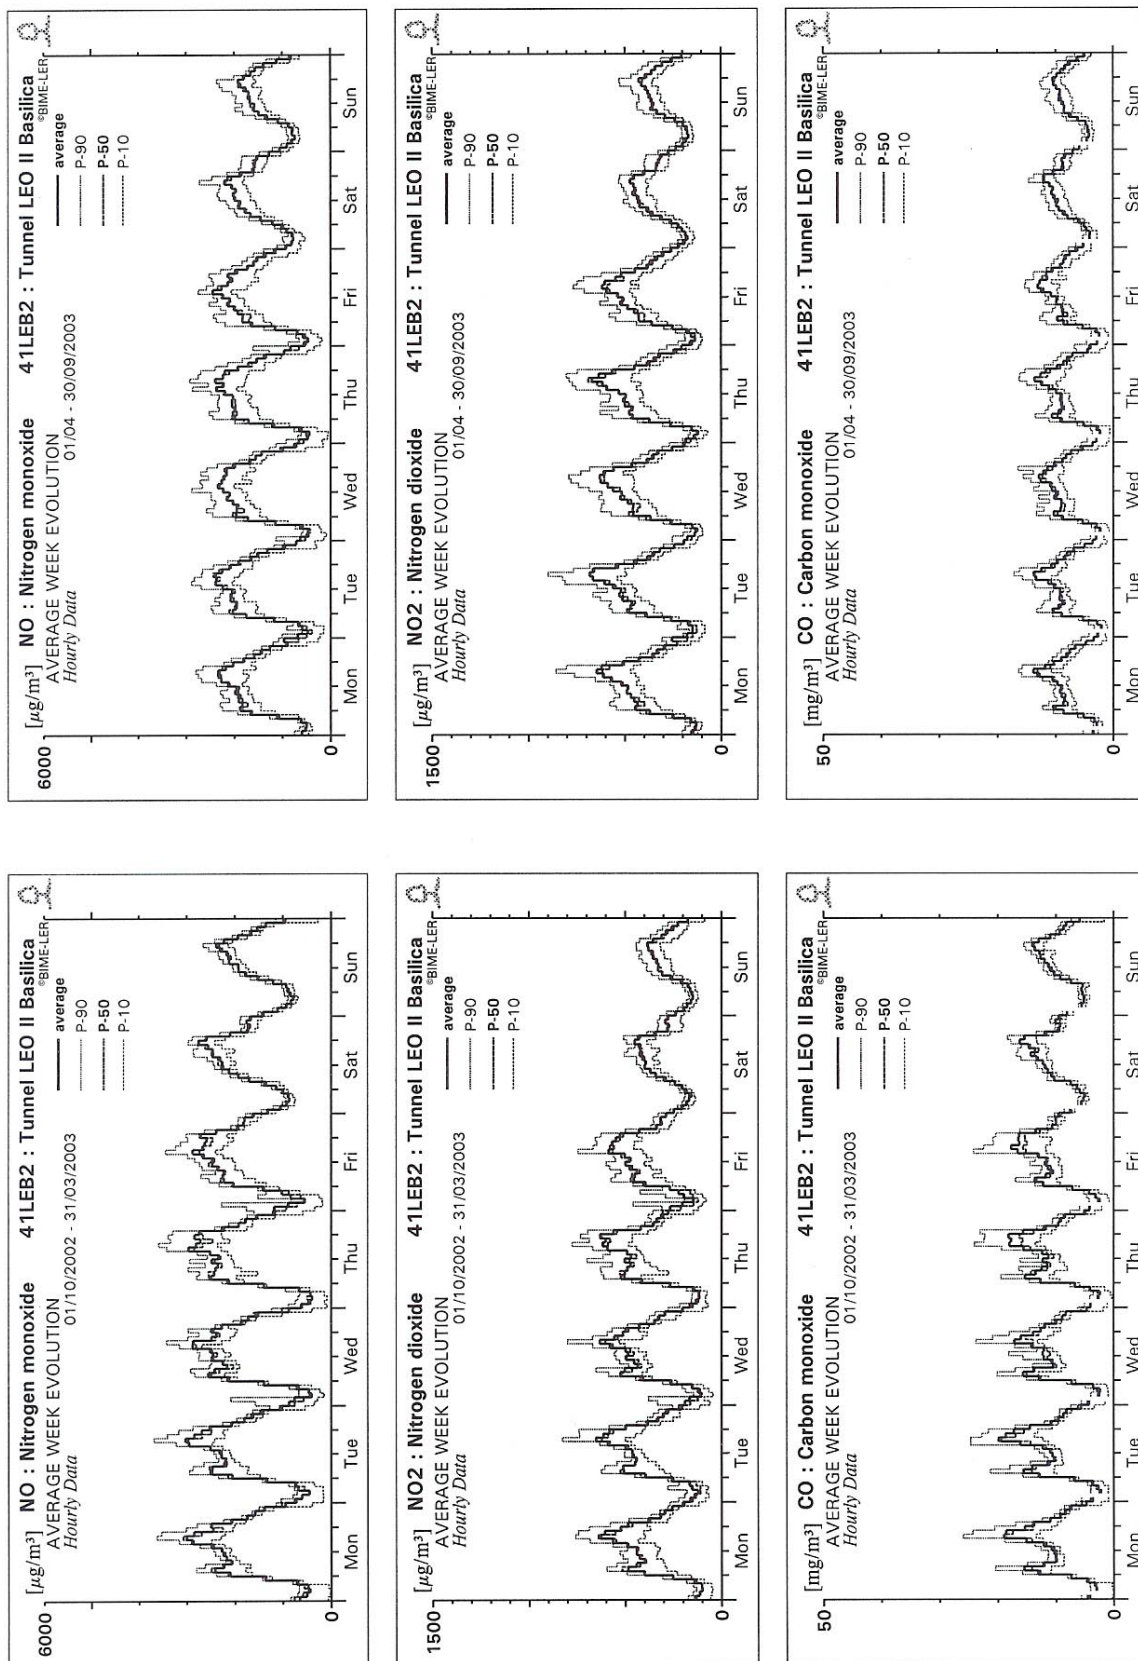 NO : Nitrogen monoxide 41LEB2 : Tunnel LEO II Basilica
[µg/m³] AVERAGE WEEK EVOLUTION ©BIME-LER
Hourly Data 01/10/2002 - 31/03/2003
average
P-90
P-50
P-10
6000
0
Mon Tue Wed Thu Fri Sat Sun
NO2 : Nitrogen dioxide 41LEB2 : Tunnel LEO II Basilica
[µg/m³] AVERAGE WEEK EVOLUTION ©BIME-LER
Hourly Data 01/10/2002 - 31/03/2003
average
P-90
P-50
P-10
1500
0
Mon Tue Wed Thu Fri Sat Sun
CO : Carbon monoxide 41LEB2 : Tunnel LEO II Basilica
[mg/m³] AVERAGE WEEK EVOLUTION ©BIME-LER
Hourly Data 01/10/2002 - 31/03/2003
average
P-90
P-50
P-10
50
0
Mon Tue Wed Thu Fri Sat Sun
NO : Nitrogen monoxide 41LEB2 : Tunnel LEO II Basilica
[µg/m³] AVERAGE WEEK EVOLUTION ©BIME-LER
Hourly Data 01/04 - 30/09/2003
average
P-90
P-50
P-10
6000
0
Mon Tue Wed Thu Fri Sat Sun
NO2 : Nitrogen dioxide 41LEB2 : Tunnel LEO II Basilica
[µg/m³] AVERAGE WEEK EVOLUTION ©BIME-LER
Hourly Data 01/04 - 30/09/2003
average
P-90
P-50
P-10
1500
0
Mon Tue Wed Thu Fri Sat Sun
CO : Carbon monoxide 41LEB2 : Tunnel LEO II Basilica
[mg/m³] AVERAGE WEEK EVOLUTION ©BIME-LER
Hourly Data 01/04 - 30/09/2003
average
P-90
P-50
P-10
50
0
Mon Tue Wed Thu Fri Sat Sun